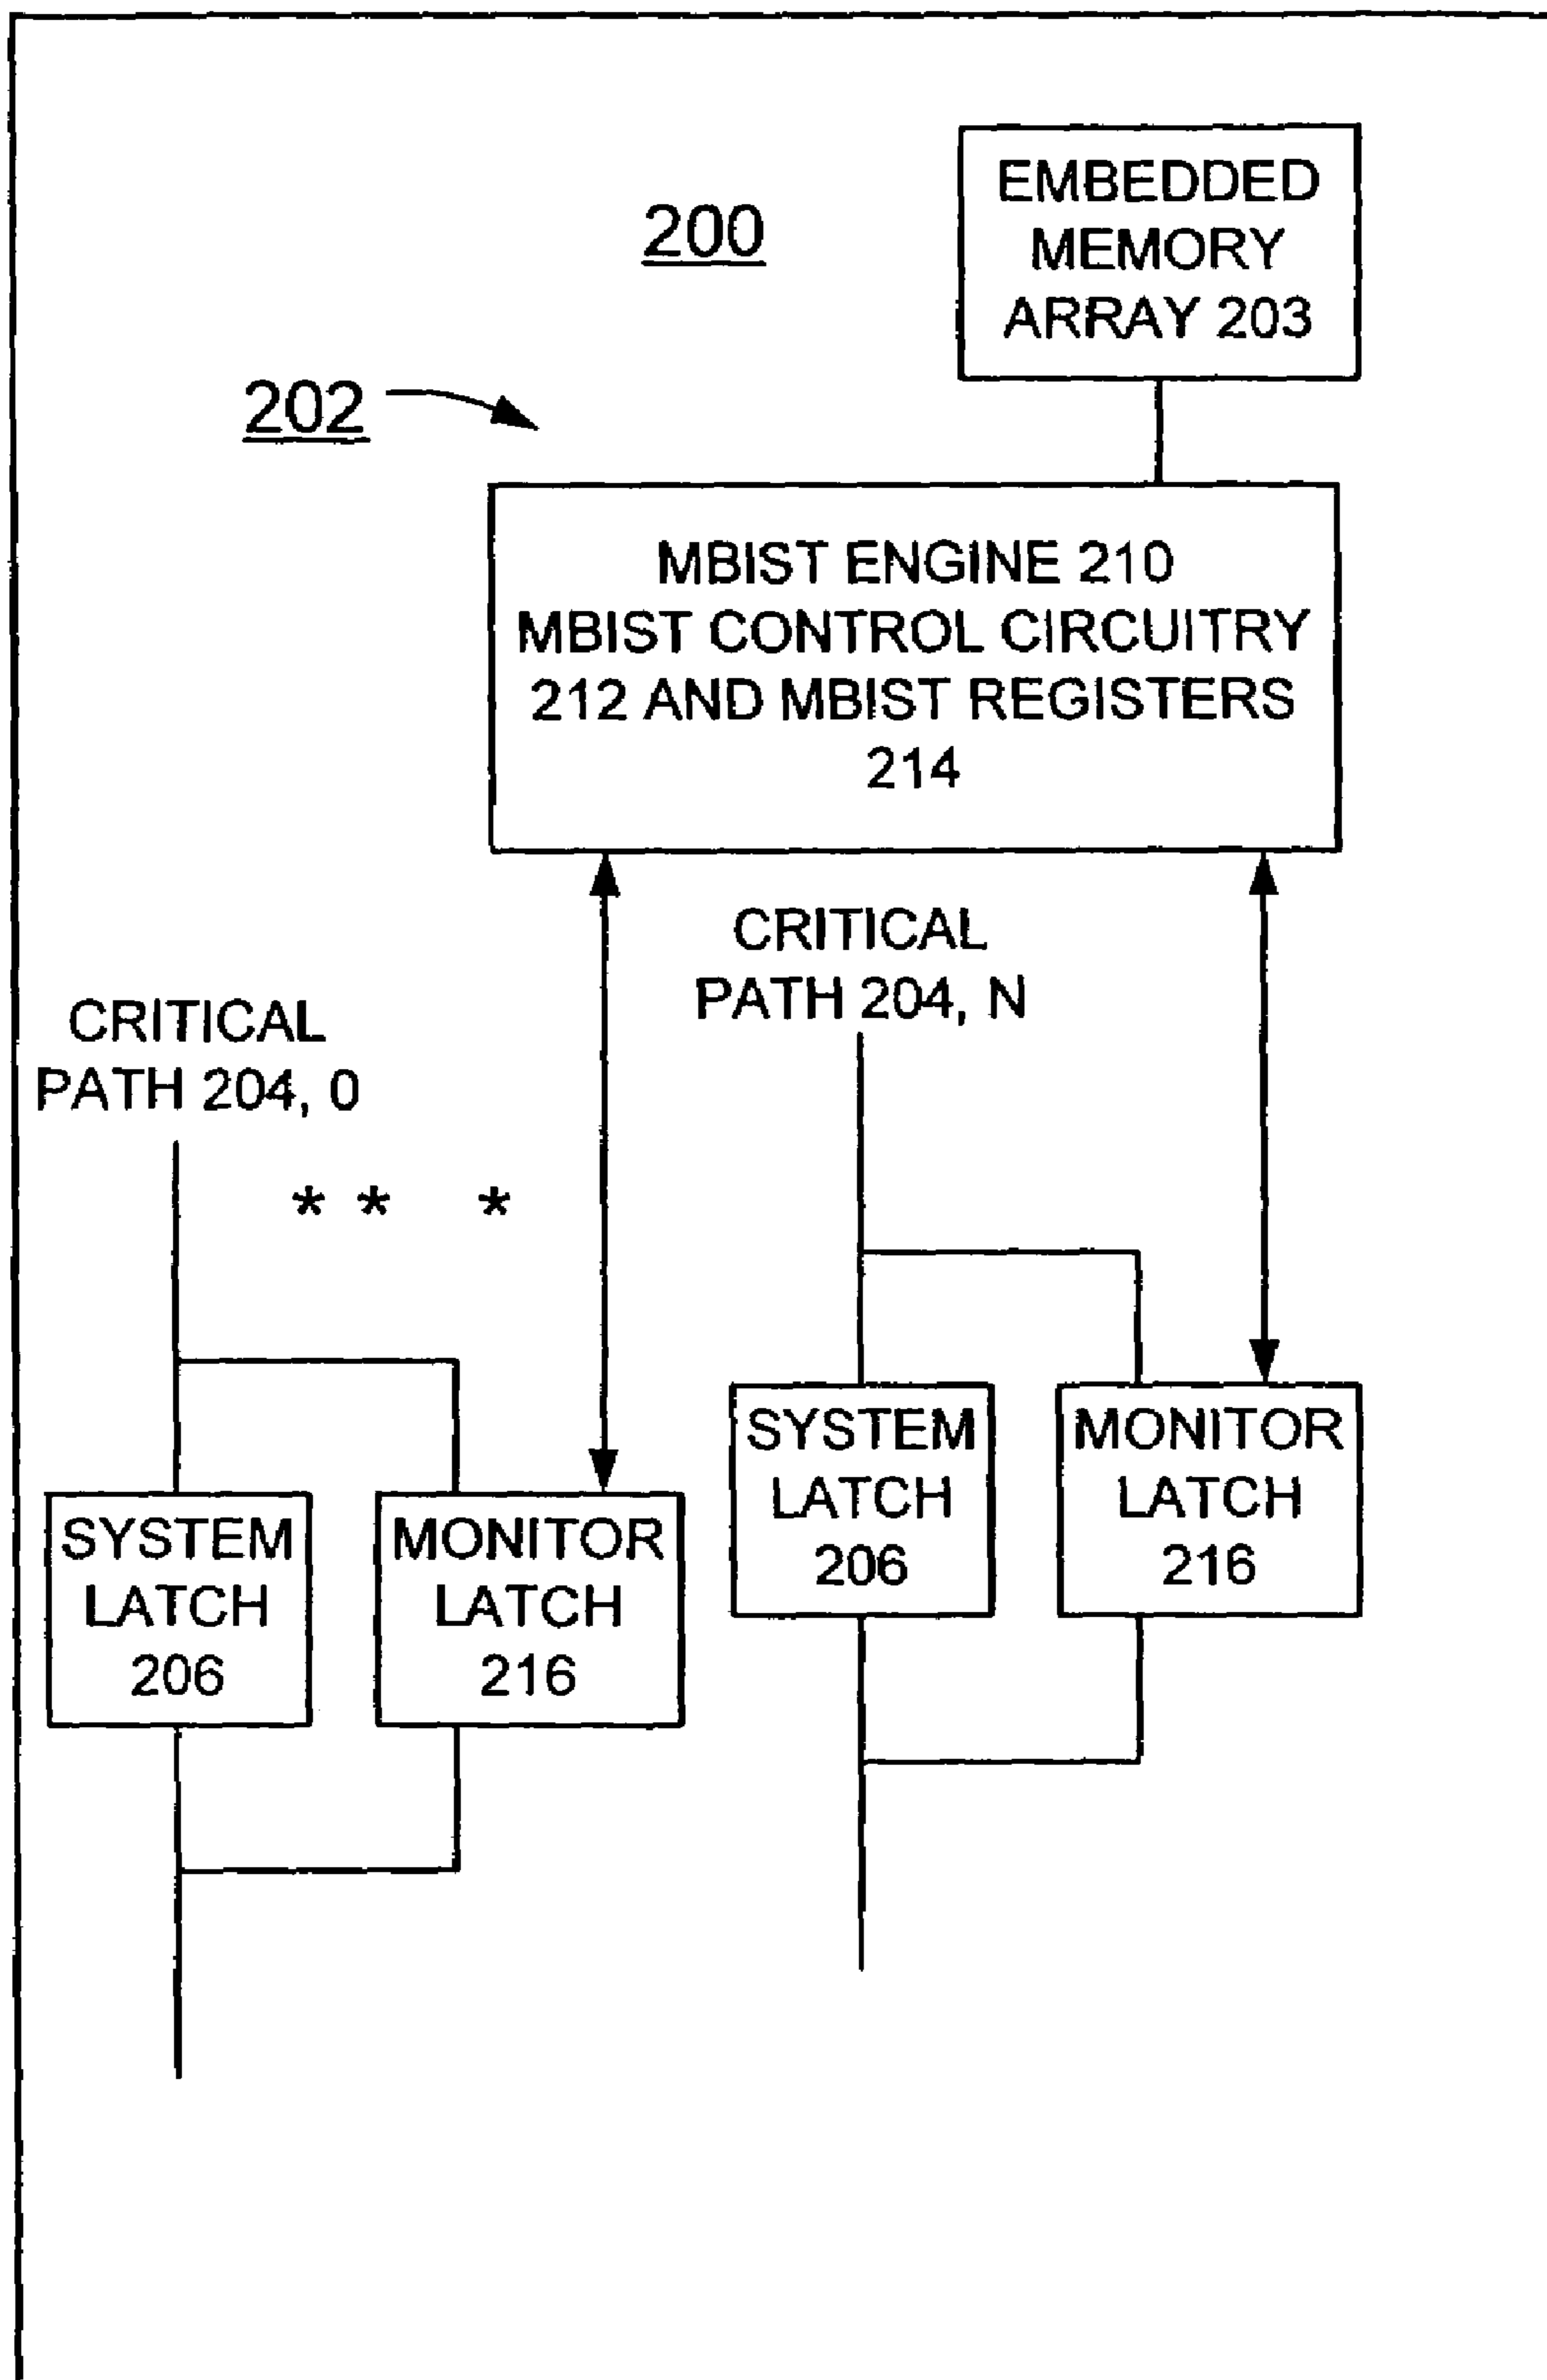 200
EMBEDDED
MEMORY
ARRAY 203
202
MBIST ENGINE 210
MBIST CONTROL CIRCUITRY
212 AND MBIST REGISTERS
214
CRITICAL
PATH 204, 0
CRITICAL
PATH 204, N
* * *
SYSTEM
LATCH
206
MONITOR
LATCH
216
SYSTEM
LATCH
206
MONITOR
LATCH
216